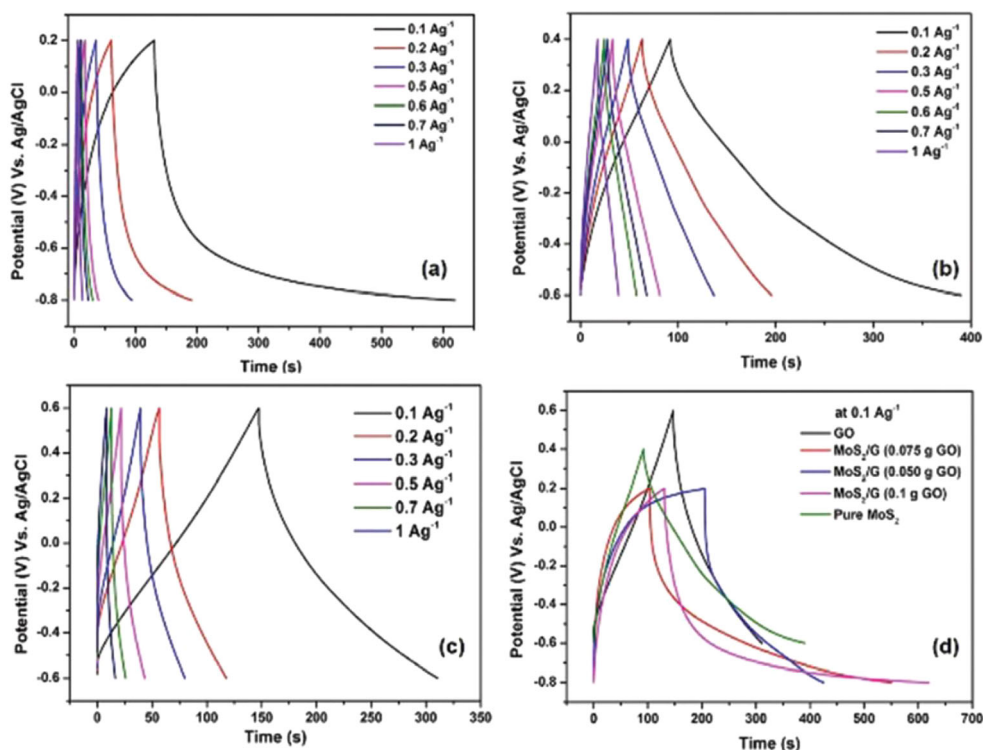 0.1 Ag⁻¹
0.2 Ag⁻¹
0.3 Ag⁻¹
0.5 Ag⁻¹
0.6 Ag⁻¹
0.7 Ag⁻¹
1 Ag⁻¹
Potential (V) Vs. Ag/AgCl
0.4
0.2
0.0
-0.2
-0.4
-0.6
-0.8
(a)
0 100 200 300 400 500 600
Time (s)
0.1 Ag⁻¹
0.2 Ag⁻¹
0.3 Ag⁻¹
0.5 Ag⁻¹
0.6 Ag⁻¹
0.7 Ag⁻¹
1 Ag⁻¹
Potential (V) Vs. Ag/AgCl
0.4
0.2
0.0
-0.2
-0.4
-0.6
(b)
0 100 200 300 400
Time (s)
0.1 Ag⁻¹
0.2 Ag⁻¹
0.3 Ag⁻¹
0.5 Ag⁻¹
0.7 Ag⁻¹
1 Ag⁻¹
Potential (V) Vs. Ag/AgCl
0.6
0.4
0.2
0.0
-0.2
-0.4
-0.6
(c)
0 50 100 150 200 250 300 350
Time (s)
at 0.1 Ag⁻¹
GO
MoS₂/G (0.075 g GO)
MoS₂/G (0.050 g GO)
MoS₂/G (0.1 g GO)
Pure MoS₂
Potential (V) Vs. Ag/AgCl
0.6
0.4
0.2
0.0
-0.2
-0.4
-0.6
-0.8
(d)
0 100 200 300 400 500 600 700
Time (s)